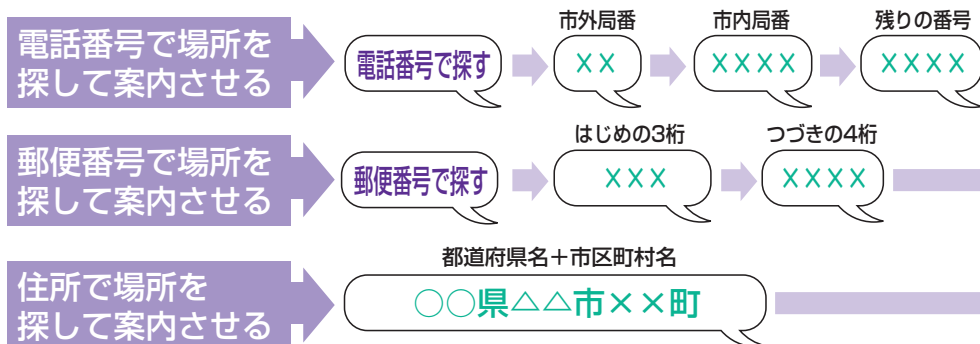 電話番号で場所を
探して案内させる
電話番号で探す
市外局番
××
市内局番
××××
残りの番号
××××
郵便番号で場所を
探して案内させる
郵便番号で探す
はじめの3桁
×××
つづきの4桁
××××
住所で場所を
探して案内させる
都道府県名+市区町村名
○○県△△市××町